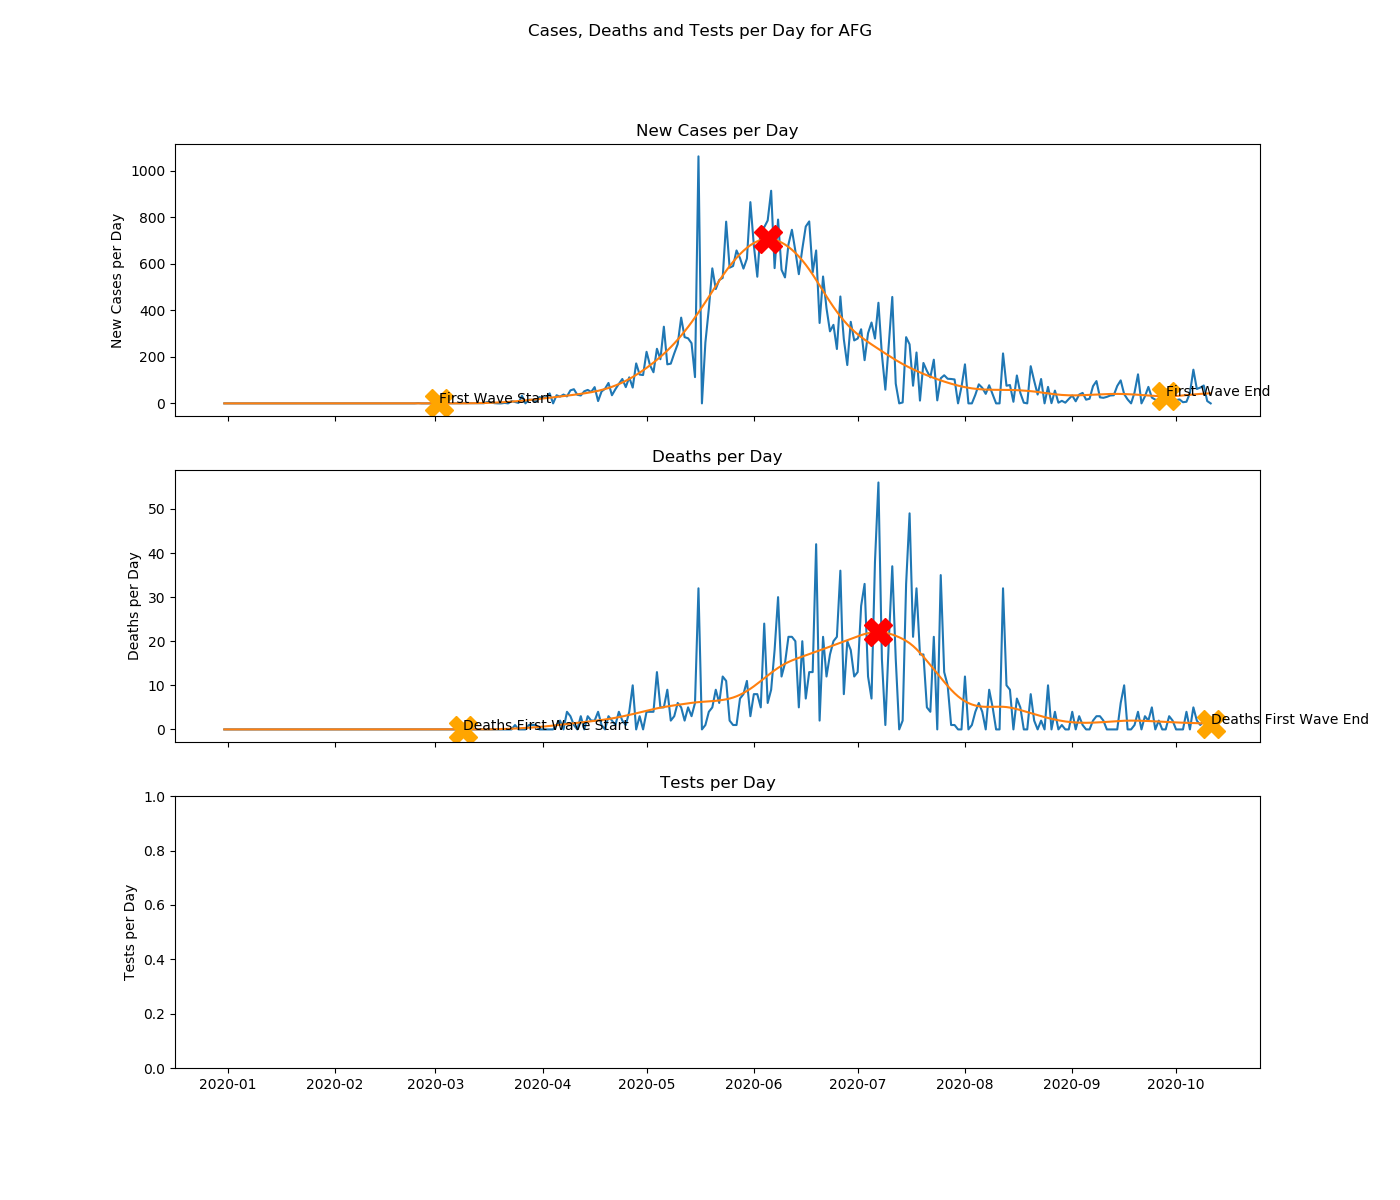 Cases, Deaths and Tests per Day for AFG
New Cases per Day
New Cases per Day
1000
800
600
400
200
0
First Wave Start
First Wave End
Deaths per Day
Deaths per Day
50
40
30
20
10
0
Deaths First Wave Start
Deaths First Wave End
Tests per Day
Tests per Day
1.0
0.8
0.6
0.4
0.2
0.0
2020-01 2020-02 2020-03 2020-04 2020-05 2020-06 2020-07 2020-08 2020-09 2020-10